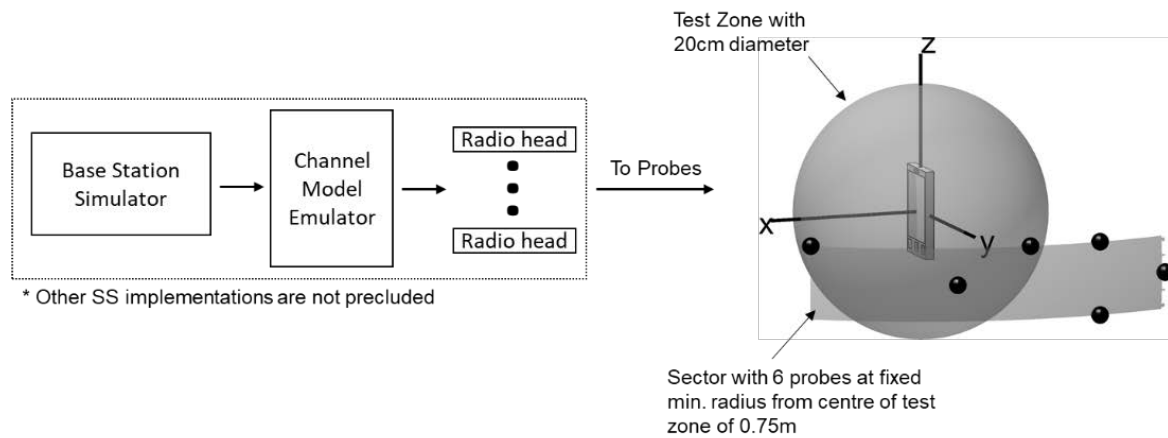 Test Zone with
20cm diameter
z
Base Station
Simulator
Channel
Model
Emulator
Radio head
Radio head
To Probes
x
y
* Other SS implementations are not precluded
Sector with 6 probes at fixed
min. radius from centre of test
zone of 0.75m